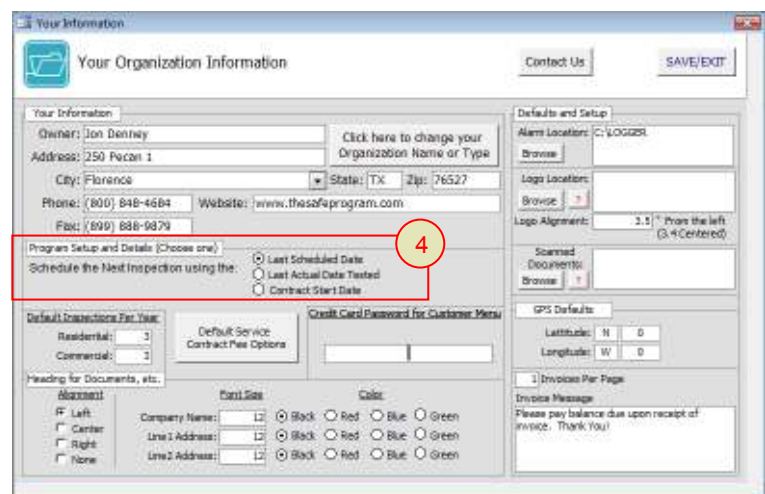 Your Information
Your Organization Information
Contact Us
SAVE/EXIT
Your Information
Owner: Jon Denney
Click here to change your
Organization Name or Type
Address: 250 Pecan 1
City: Florence State: TX Zip: 76527
Phone: (800) 848-4684 Website: www.thesafeprogram.com
Fax: (899) 888-9879
4
Program Setup and Details (Choose one)
Schedule the Next Inspection using the:
Last Scheduled Date
Last Actual Date Tested
Contract Start Date
Default Inspections Per Year
Residential: 3
Commercial: 3
Default Service
Contract Fee Options
Credit Card Password for Customer Menu
Heading for Documents, etc.
Alignment
Left
Center
Right
None
Font Size
Color
Company Name: 12 Black Red Blue Green
Line1 Address: 12 Black Red Blue Green
Line2 Address: 12 Black Red Blue Green
Defaults and Setup
Alarm Location: C:\LOGGER
Browse
Logo Location:
Browse ?
Logo Alignment: 3.5 " From the left
(3.4 Centered)
Scanned
Documents:
Browse ?
GPS Defaults
Lattitude: N 0
Longitude: W 0
1 Invoices Per Page
Invoice Message
Please pay balance due upon receipt of
invoice. Thank You!